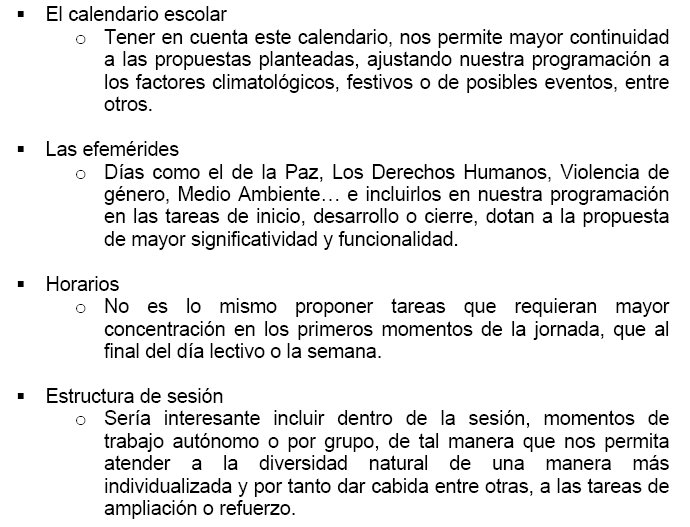 ▪ El calendario escolar
o Tener en cuenta este calendario, nos permite mayor continuidad
a las propuestas planteadas, ajustando nuestra programación a
los factores climatológicos, festivos o de posibles eventos, entre
otros.
▪ Las efemérides
o Días como el de la Paz, Los Derechos Humanos, Violencia de
género, Medio Ambiente… e incluirlos en nuestra programación
en las tareas de inicio, desarrollo o cierre, dotan a la propuesta
de mayor significatividad y funcionalidad.
▪ Horarios
o No es lo mismo proponer tareas que requieran mayor
concentración en los primeros momentos de la jornada, que al
final del día lectivo o la semana.
▪ Estructura de sesión
o Sería interesante incluir dentro de la sesión, momentos de
trabajo autónomo o por grupo, de tal manera que nos permita
atender a la diversidad natural de una manera más
individualizada y por tanto dar cabida entre otras, a las tareas de
ampliación o refuerzo.